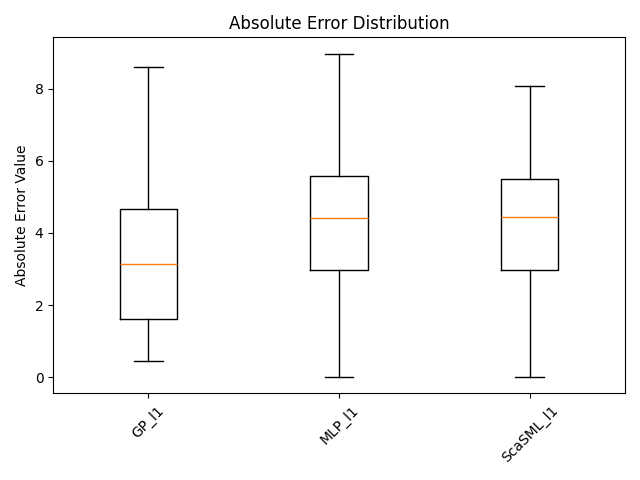 Absolute Error Distribution
Absolute Error Value
8
6
4
2
0
GP_l1
MLP_l1
ScaSML_l1